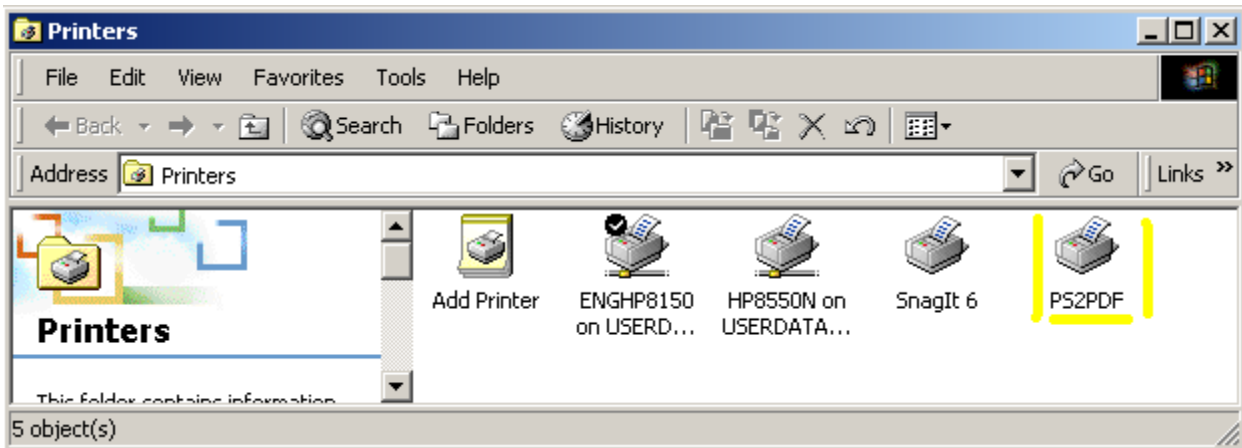 Printers
File Edit View Favorites Tools Help
Back Search Folders History
Address Printers Go Links »
Add Printer ENGHP8150 HP8550N on SnagIt 6 PS2PDF
on USERD... USERDATA...
Printers
This folder contains information
5 object(s)